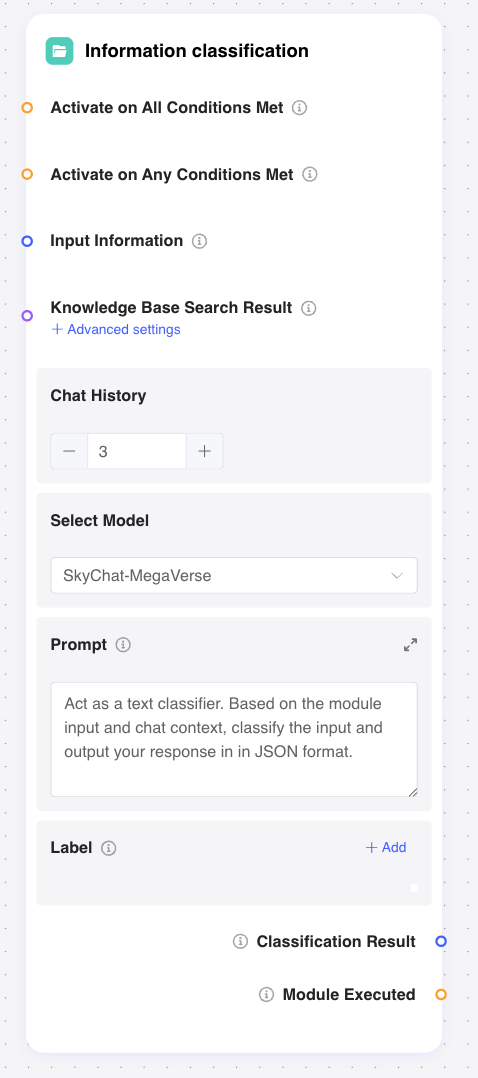 Information classification
Activate on All Conditions Met
Activate on Any Conditions Met
Input Information
Knowledge Base Search Result
+ Advanced settings
Chat History
3
Select Model
SkyChat-MegaVerse
Prompt
Act as a text classifier. Based on the module
input and chat context, classify the input and
output your response in in JSON format.
Label
+ Add
Classification Result
Module Executed